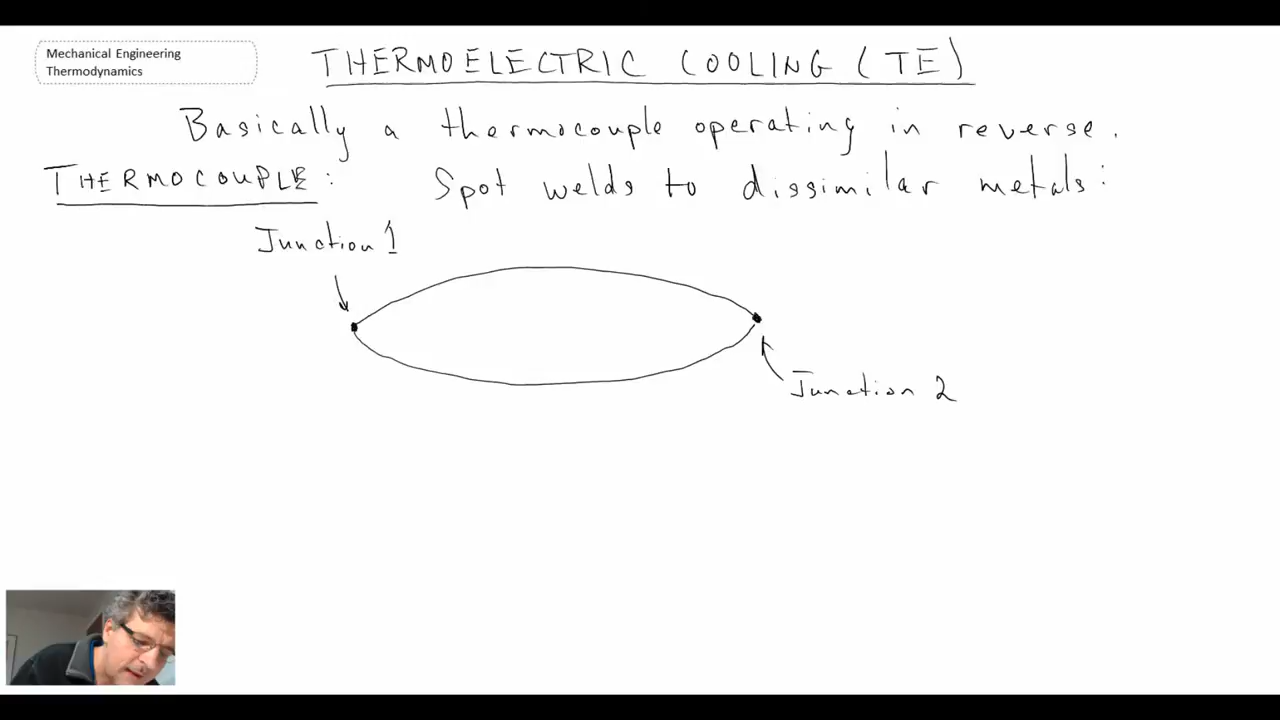 Mechanical Engineering
Thermodynamics
THERMOELECTRIC COOLING (TE)
Basically a thermocouple operating in reverse.
THERMOCOUPLE: Spot welds to dissimilar metals:
Junction 1
Junction 2